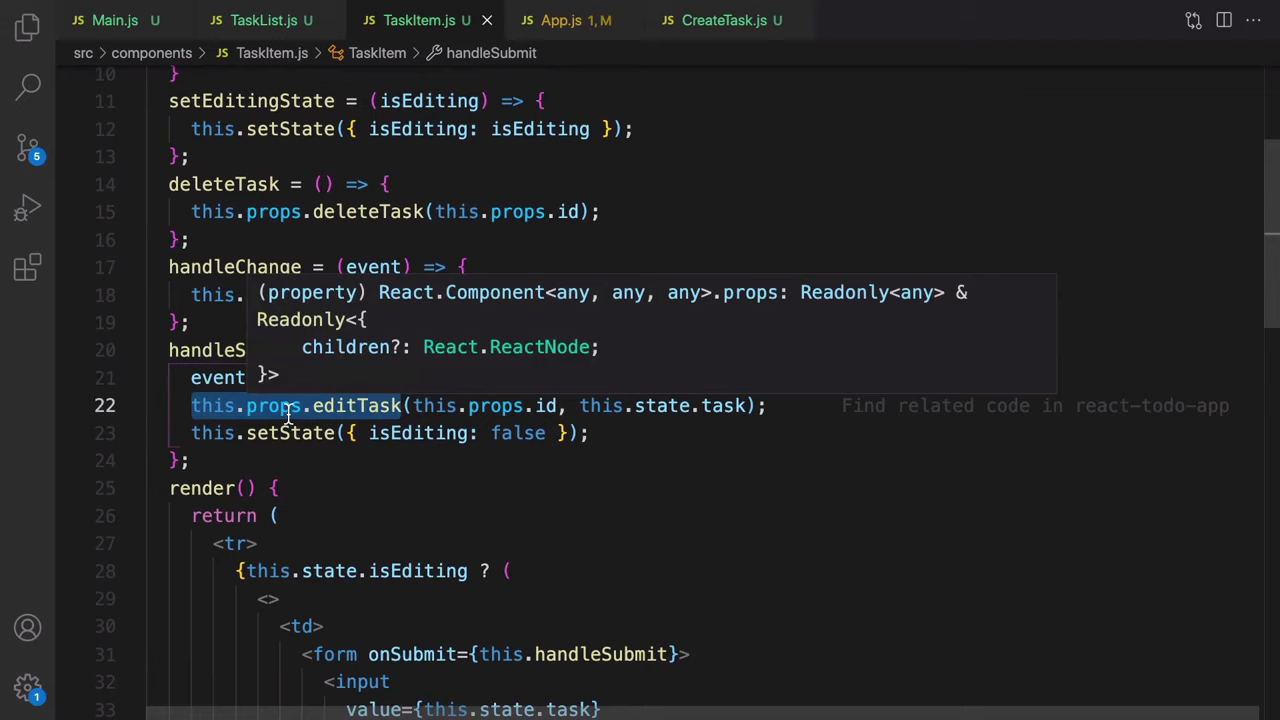 Main.js U TaskList.js U TaskItem.js U App.js 1, M CreateTask.js U
src > components > TaskItem.js > TaskItem > handleSubmit
10 }
11 setEditingState = (isEditing) => {
12 this.setState({ isEditing: isEditing });
13 };
14 deleteTask = () => {
15 this.props.deleteTask(this.props.id);
16 };
17 handleChange = (event) => {
18 this.
(property) React.Component<any, any, any>.props: Readonly<any> &
Readonly<{
children?: React.ReactNode;
}>
19 };
20 handleS
21 event
22 this.props.editTask(this.props.id, this.state.task); Find related code in react-todo-app
23 this.setState({ isEditing: false });
24 };
25 render() {
26 return (
27 <tr>
28 {this.state.isEditing ? (
29 <>
30 <td>
31 <form onSubmit={this.handleSubmit}>
32 <input
33 value={this.state.task}
5
1